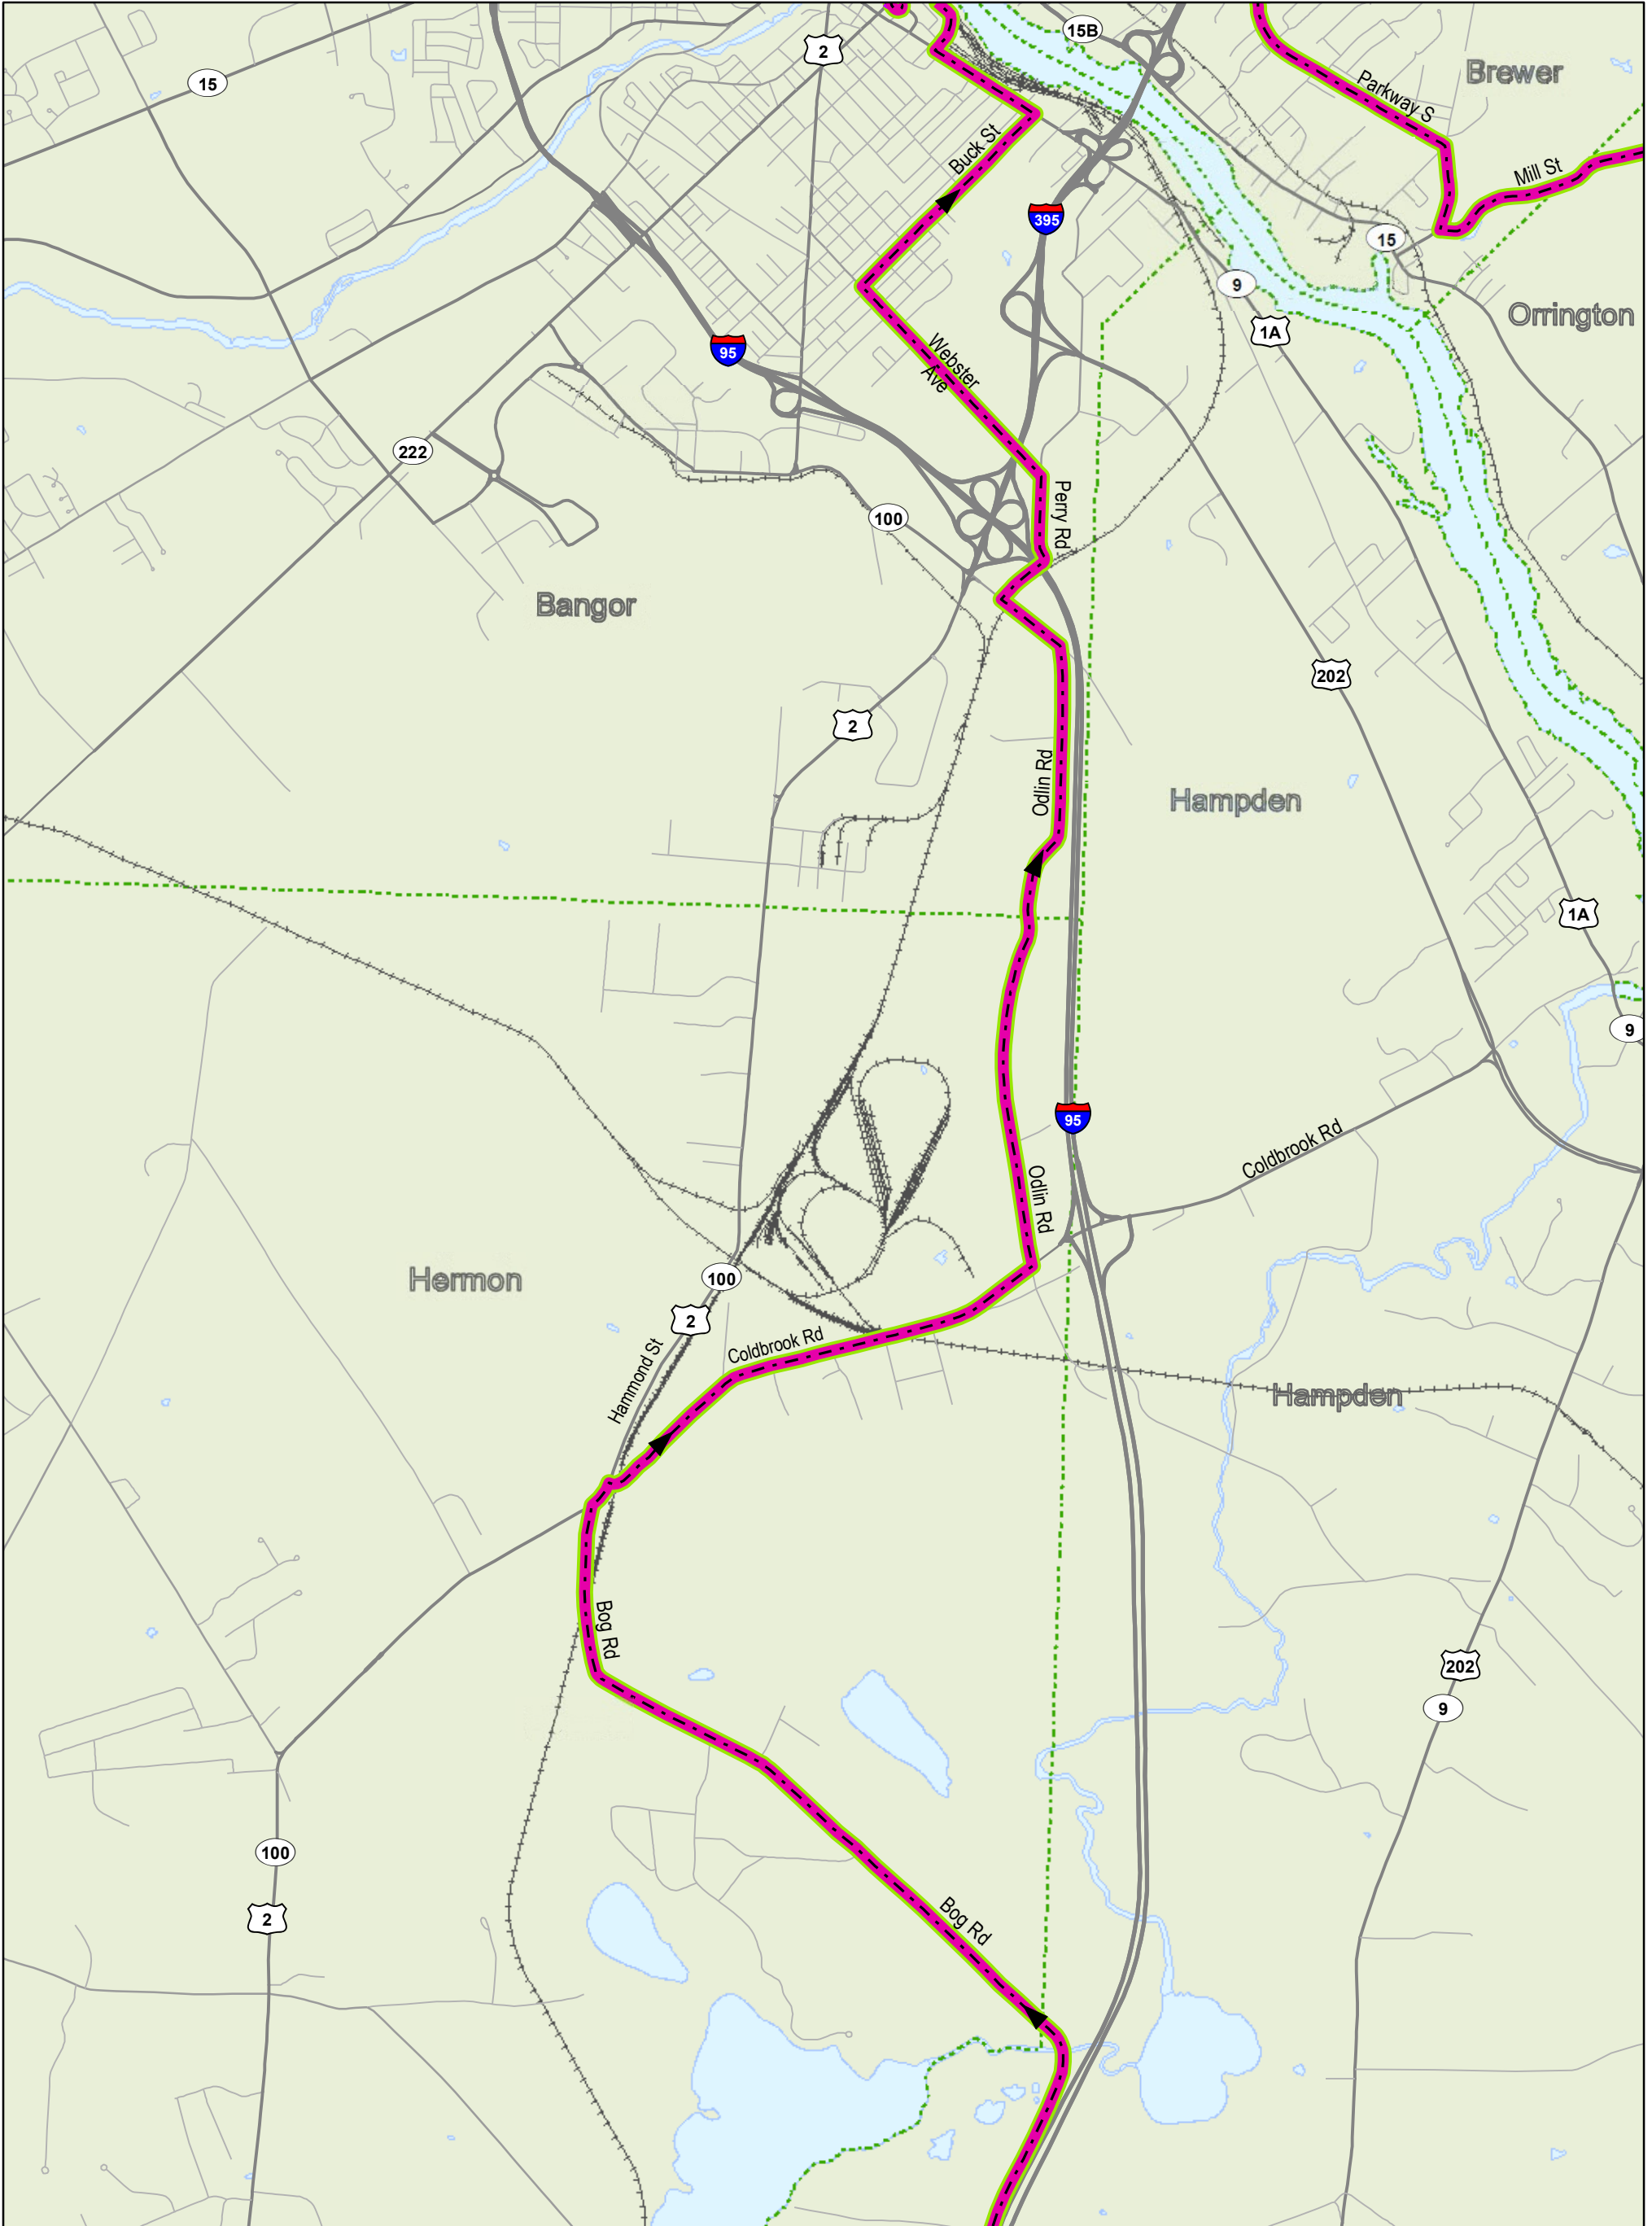 15B
2
Brewer
15
Parkway S
Buck St
Mill St
395
15
9
Orrington
1A
Webster
Ave
95
222
Perry Rd
100
Bangor
202
2
Odlin Rd
Hampden
1A
9
95
Coldbrook Rd
Odlin Rd
Hermon
100
2
Coldbrook Rd
Hammond St
Hampden
Bog Rd
202
9
100
2
Bog Rd